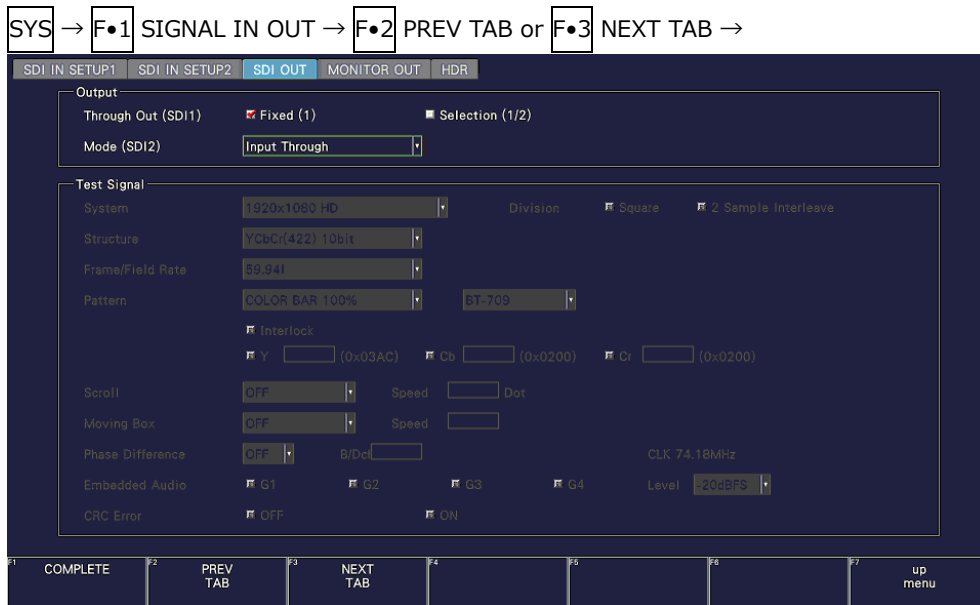 SYS → F•1 SIGNAL IN OUT → F•2 PREV TAB or F•3 NEXT TAB →
SDI IN SETUP1 SDI IN SETUP2 SDI OUT MONITOR OUT HDR
Output
Through Out (SDI1) Fixed (1) Selection (1/2)
Mode (SDI2) Input Through
Test Signal
System 1920x1080 HD Division Square 2 Sample Interleave
Structure YCbCr(422) 10bit
Frame/Field Rate 59.94I
Pattern COLOR BAR 100% BT-709
Interlock
Y (0x03AC) Cb (0x0200) Cr (0x0200)
Scroll OFF Speed Dot
Moving Box OFF Speed
Phase Difference OFF B/Dcl CLK 74.18MHz
Embedded Audio G1 G2 G3 G4 Level -20dBFS
CRC Error OFF ON
F1 COMPLETE F2 PREV TAB F3 NEXT TAB F4 F5 F6 F7 up menu